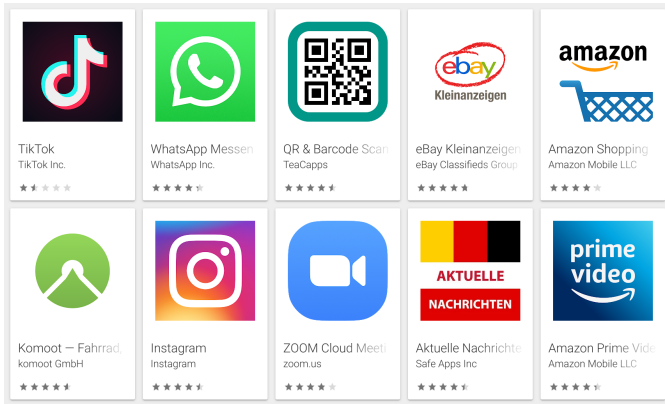 ebay
Kleinanzeigen
amazon
TikTok
TikTok Inc.
WhatsApp Messen
WhatsApp Inc.
QR & Barcode Scan
TeaCapps
eBay Kleinanzeigen
eBay Classifieds Group
Amazon Shopping
Amazon Mobile LLC
AKTUELLE
NACHRICHTEN
prime
video
Komoot — Fahrrad,
komoot GmbH
Instagram
Instagram
ZOOM Cloud Meeti
zoom.us
Aktuelle Nachrichte
Safe Apps Inc
Amazon Prime Vide
Amazon Mobile LLC